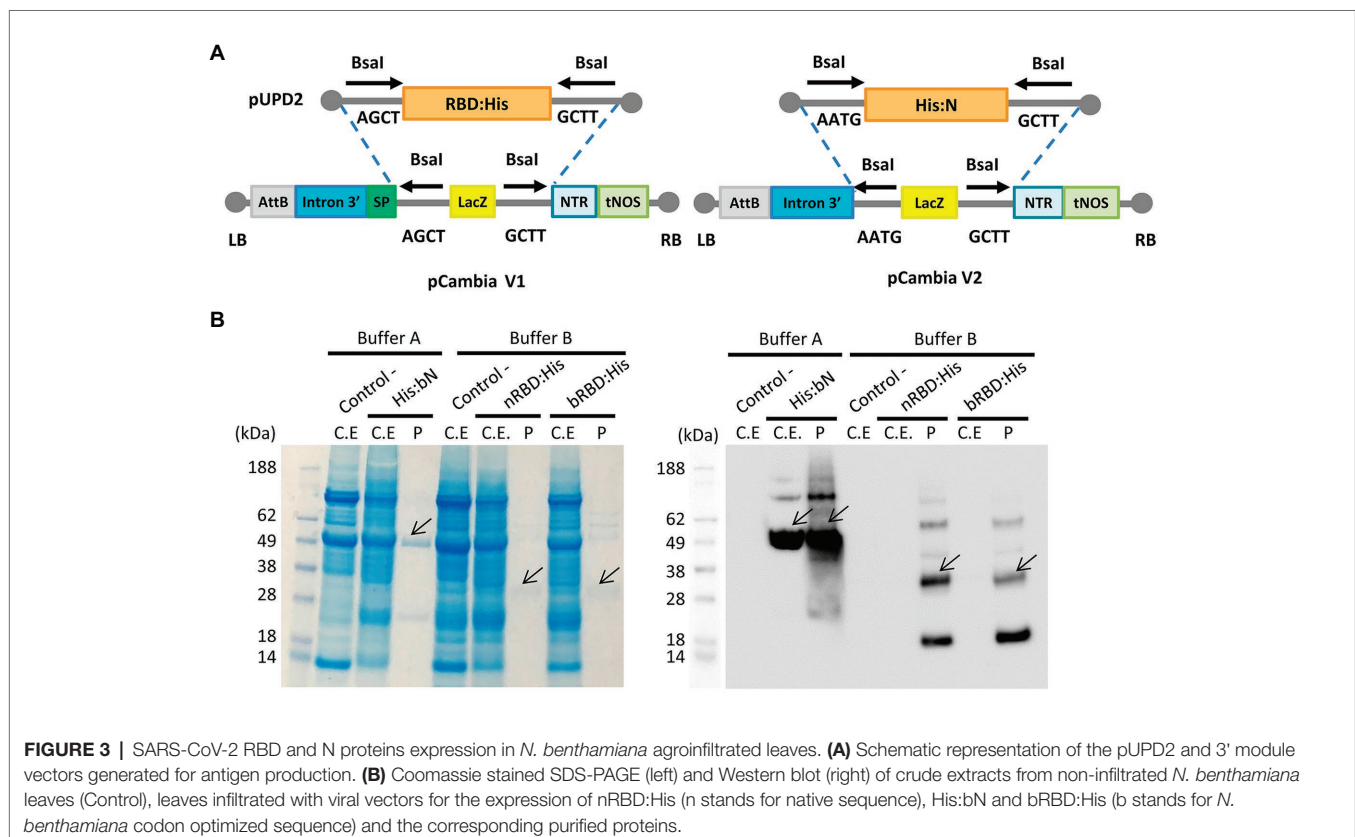 A
BsaI BsaI BsaI BsaI
pUPD2 RBD:His His:N
AGCT GCTT AATG GCTT
BsaI BsaI BsaI BsaI
AttB Intron 3' SP LacZ NTR tNOS AttB Intron 3' LacZ NTR tNOS
LB AGCT GCTT RB LB AATG GCTT RB
pCambia V1 pCambia V2
B
Buffer A Buffer B Buffer A Buffer B
Control - His:bN Control - nRBD:His bRBD:His Control - His:bN Control - nRBD:His bRBD:His
(kDa) C.E C.E P C.E C.E. P C.E P (kDa) C.E C.E. P C.E C.E. P C.E P
188 188
62 62
49 49
38 38
28 28
18 18
14 14
FIGURE 3 | SARS-CoV-2 RBD and N proteins expression in N. benthamiana agroinfiltrated leaves. (A) Schematic representation of the pUPD2 and 3' module
vectors generated for antigen production. (B) Coomassie stained SDS-PAGE (left) and Western blot (right) of crude extracts from non-infiltrated N. benthamiana
leaves (Control), leaves infiltrated with viral vectors for the expression of nRBD:His (n stands for native sequence), His:bN and bRBD:His (b stands for N.
benthamiana codon optimized sequence) and the corresponding purified proteins.